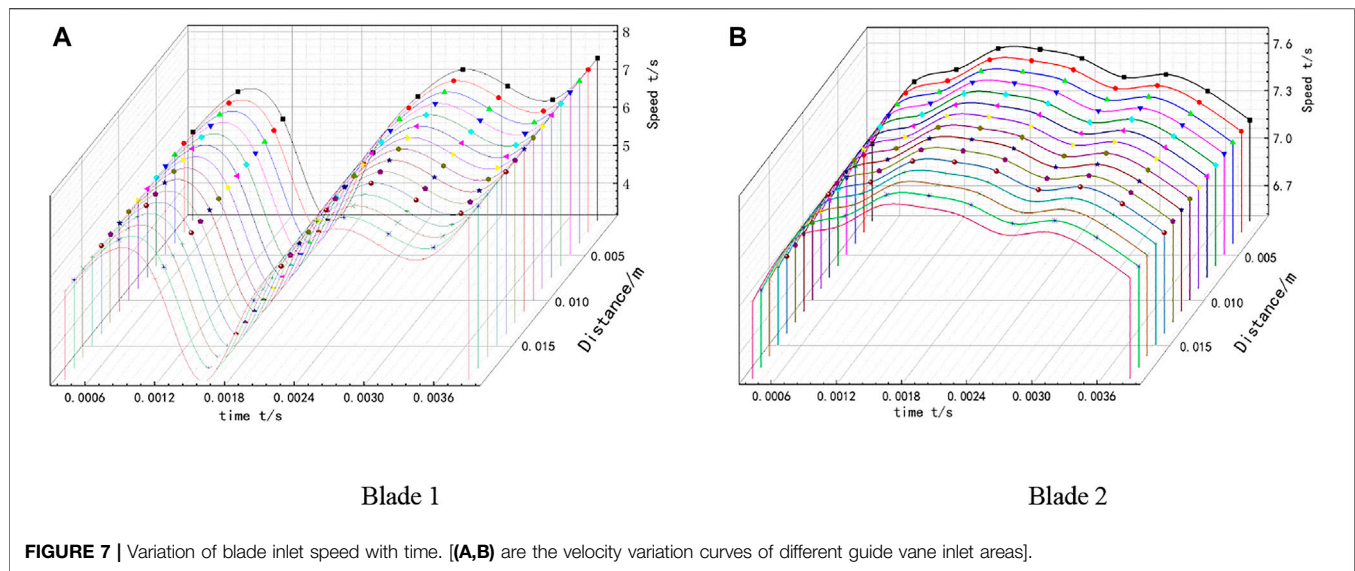 A
8
7
6
5
4
Speed t/s
0.005
0.010
0.015
Distance/m
0.0006 0.0012 0.0018 0.0024 0.0030 0.0036
time t/s
Blade 1
B
7.6
7.3
7.0
6.7
Speed t/s
0.005
0.010
0.015
Distance/m
0.0006 0.0012 0.0018 0.0024 0.0030 0.0036
time t/s
Blade 2
FIGURE 7 | Variation of blade inlet speed with time. [(A,B) are the velocity variation curves of different guide vane inlet areas].